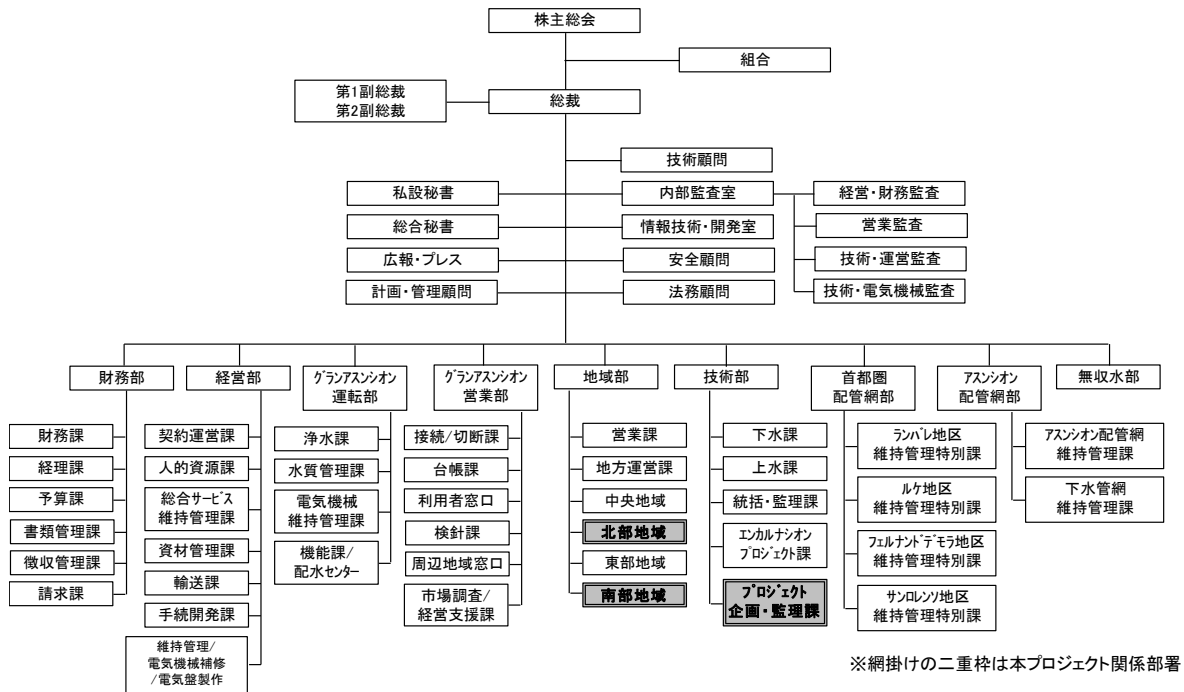 株主総会
組合
第1副総裁
第2副総裁
総裁
技術顧問
私設秘書
内部監査室
経営・財務監査
総合秘書
情報技術・開発室
営業監査
広報・プレス
安全顧問
技術・運営監査
計画・管理顧問
法務顧問
技術・電気機械監査
財務部
経営部
グランアスンシオン
運転部
グランアスンシオン
営業部
地域部
技術部
首都圏
配管網部
アスンシオン
配管網部
無収水部
財務課
経理課
予算課
書類管理課
徴収管理課
請求課
契約運営課
人的資源課
総合サービス
維持管理課
資材管理課
輸送課
手続開発課
維持管理/
電気機械補修
/電気盤製作
浄水課
水質管理課
電気機械
維持管理課
機能課/
配水センター
接続/切断課
台帳課
利用者窓口
検針課
周辺地域窓口
市場調査/
経営支援課
営業課
地方運営課
中央地域
北部地域
東部地域
南部地域
下水課
上水課
統括・監理課
エンカルナシオン
プロジェクト課
プロジェクト
企画・監理課
ランバレ地区
維持管理特別課
ルケ地区
維持管理特別課
フェルナンドデモラ地区
維持管理特別課
サンロレンソ地区
維持管理特別課
アスンシオン配管網
維持管理課
下水管網
維持管理課
※網掛けの二重枠は本プロジェクト関係部署